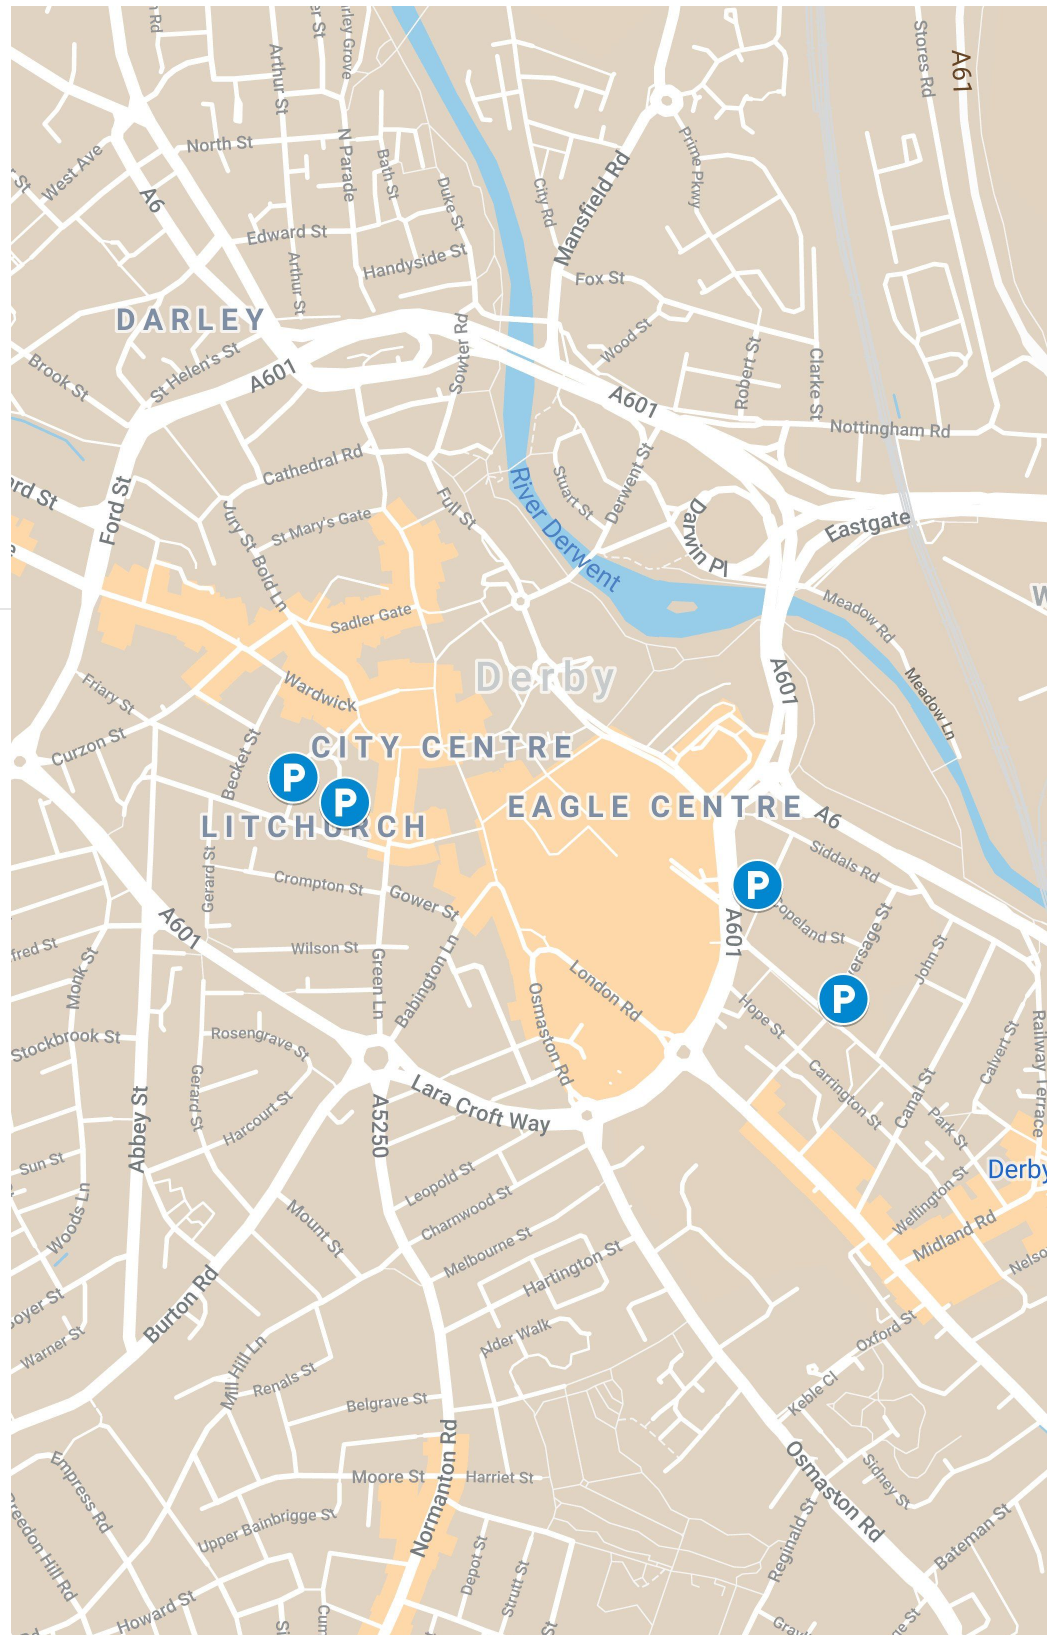 Stores Rd
A61
Arthur St
North St
N Parade
Bath St
Prime Pkwy
West Ave
A6
City Rd
Duke St
Mansfield Rd
Edward St
Handyside St
Arthur St
Fox St
DARLEY
Sowter Rd
Wood St
Robert St
Clarke St
Brook St
St Helen's St
A601
A601
Nottingham Rd
Cathedral Rd
Ford St
Full St
Stuart St
Derwent St
River Derwent
Darwin Pl
Eastgate
Jury St
St Mary's Gate
Bold Ln
Sadler Gate
Meadow Rd
Derby
A601
Meadow Ln
Friary St
Wardwick
Curzon St
Becket St
CITY CENTRE
P
P
LITCHURCH
EAGLE CENTRE
A6
Siddals Rd
Gerard St
Crompton St
Gower St
P
Copeland St
A601
A601
Wilson St
Green Ln
Babington Ln
London Rd
John St
Monk St
P
Stockbrook St
Rosengrave St
Osmaston Rd
Hope St
Calvert St
Railway Terrace
Gerard St
Harcourt St
Lara Croft Way
Carrington St
Canal St
Park St
Abbey St
A5250
Sun St
Leopold St
Derby
Woods Ln
Mount St
Charnwood St
Wellington St
Midland Rd
Melbourne St
Hartington St
Burton Rd
Warner St
Mill Hill Ln
Alder Walk
Oxford St
Renals St
Belgrave St
Keble Cl
Empress Rd
Moore St
Normanton Rd
Harriet St
Osmaston Rd
Sidney St
Upper Bainbrigge St
Depot St
Strutt St
Reginald St
Bateman St
Howard St